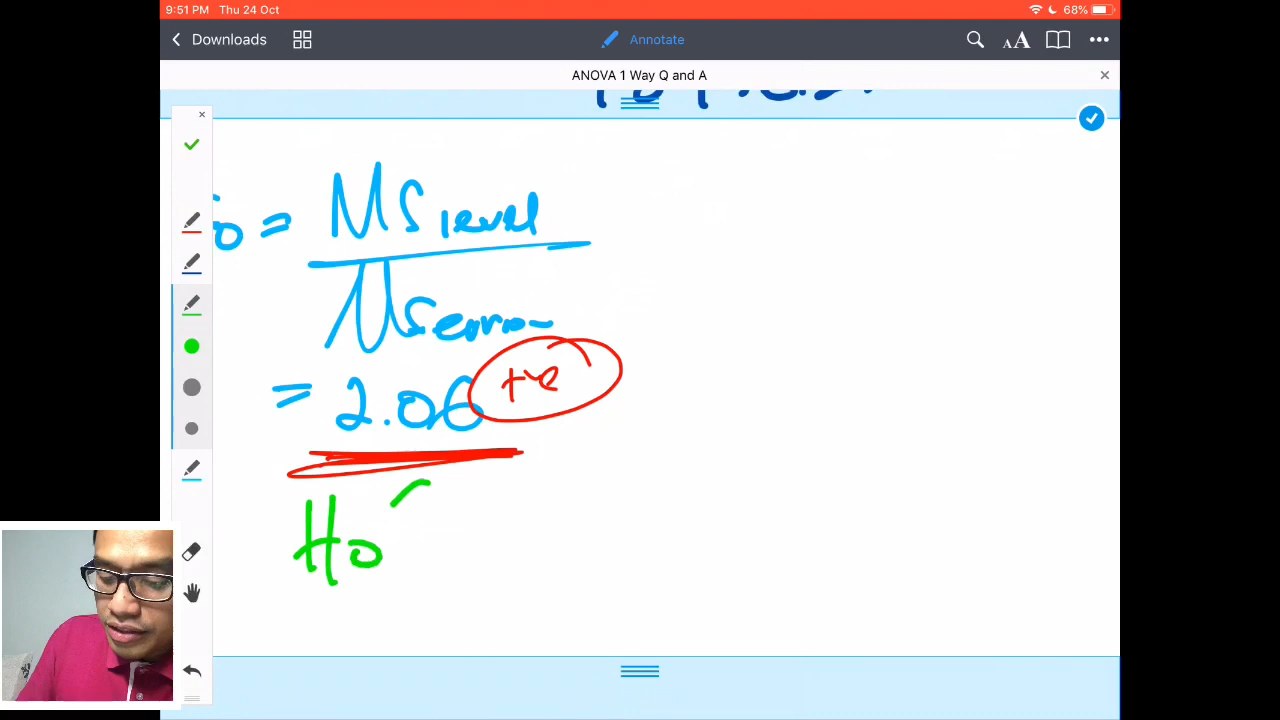 9:51 PM Thu 24 Oct 68%
Downloads Annotate AA
ANOVA 1 Way Q and A
= MS level
MS error
= 2.06 +ve
Ho